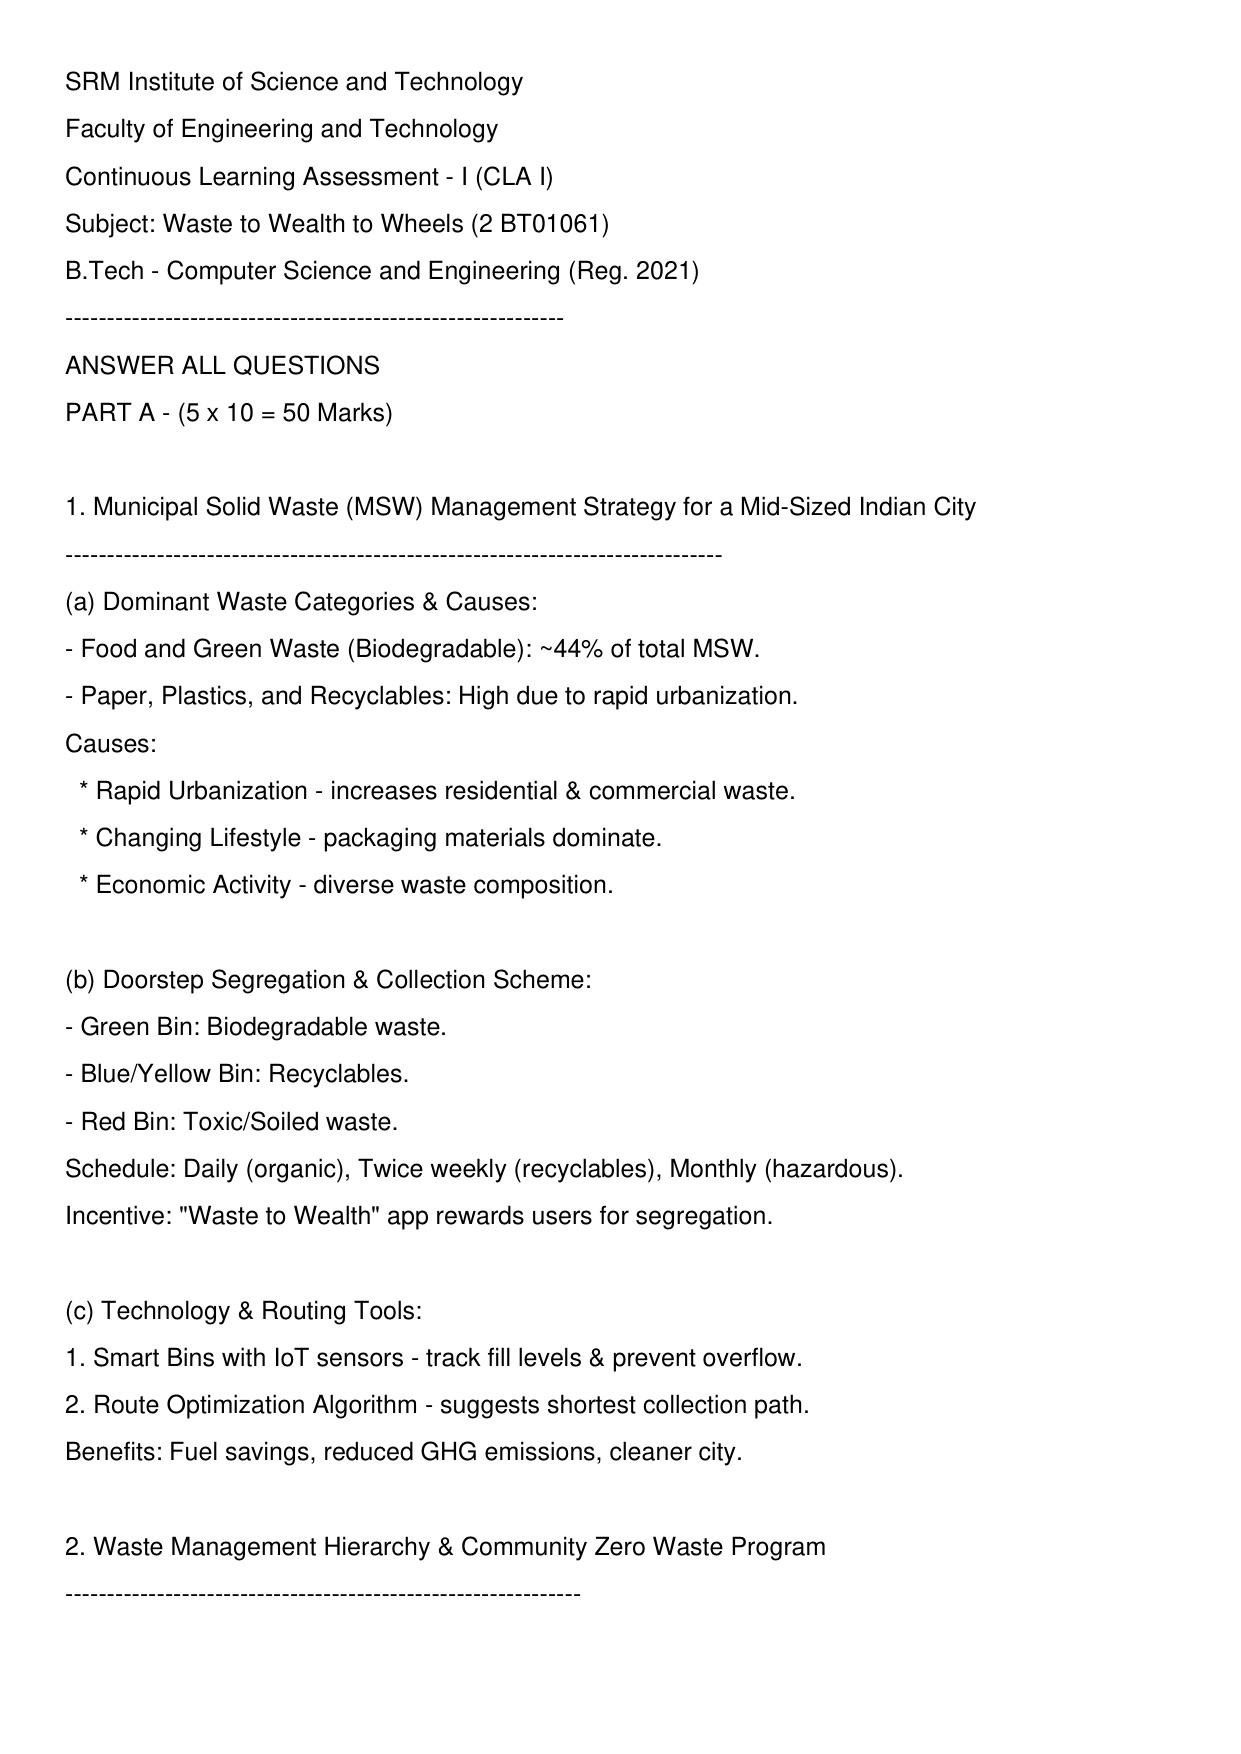 SRM Institute of Science and Technology
Faculty of Engineering and Technology
Continuous Learning Assessment - I (CLA I)
Subject: Waste to Wealth to Wheels (2 BT01061)
B.Tech - Computer Science and Engineering (Reg. 2021)
------------------------------------------------------------
ANSWER ALL QUESTIONS
PART A - (5 x 10 = 50 Marks)
1. Municipal Solid Waste (MSW) Management Strategy for a Mid-Sized Indian City
-------------------------------------------------------------------------------
(a) Dominant Waste Categories & Causes:
- Food and Green Waste (Biodegradable): ~44% of total MSW.
- Paper, Plastics, and Recyclables: High due to rapid urbanization.
Causes:
* Rapid Urbanization - increases residential & commercial waste.
* Changing Lifestyle - packaging materials dominate.
* Economic Activity - diverse waste composition.
(b) Doorstep Segregation & Collection Scheme:
- Green Bin: Biodegradable waste.
- Blue/Yellow Bin: Recyclables.
- Red Bin: Toxic/Soiled waste.
Schedule: Daily (organic), Twice weekly (recyclables), Monthly (hazardous).
Incentive: "Waste to Wealth" app rewards users for segregation.
(c) Technology & Routing Tools:
1. Smart Bins with IoT sensors - track fill levels & prevent overflow.
2. Route Optimization Algorithm - suggests shortest collection path.
Benefits: Fuel savings, reduced GHG emissions, cleaner city.
2. Waste Management Hierarchy & Community Zero Waste Program
--------------------------------------------------------------